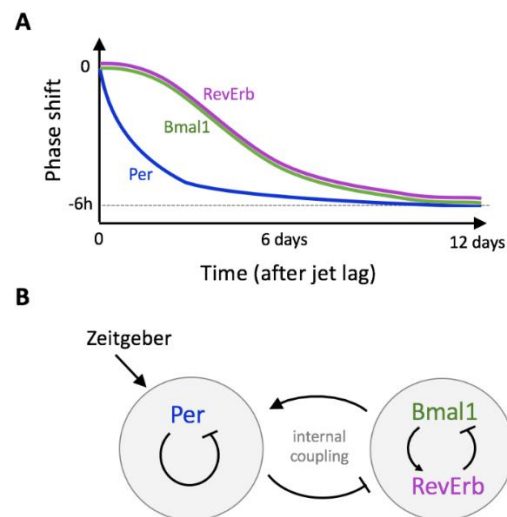 A
0
Phase shift
RevErb
Bmal1
Per
-6h
0
6 days
12 days
Time (after jet lag)
B
Zeitgeber
Per
internal
coupling
Bmal1
RevErb